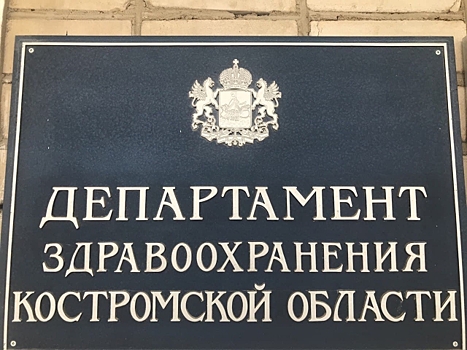 ДЕПАРТАМЕНТ
ЗДРАВООХРАНЕНИЯ
КОСТРОМСКОЙ ОБЛАСТИ